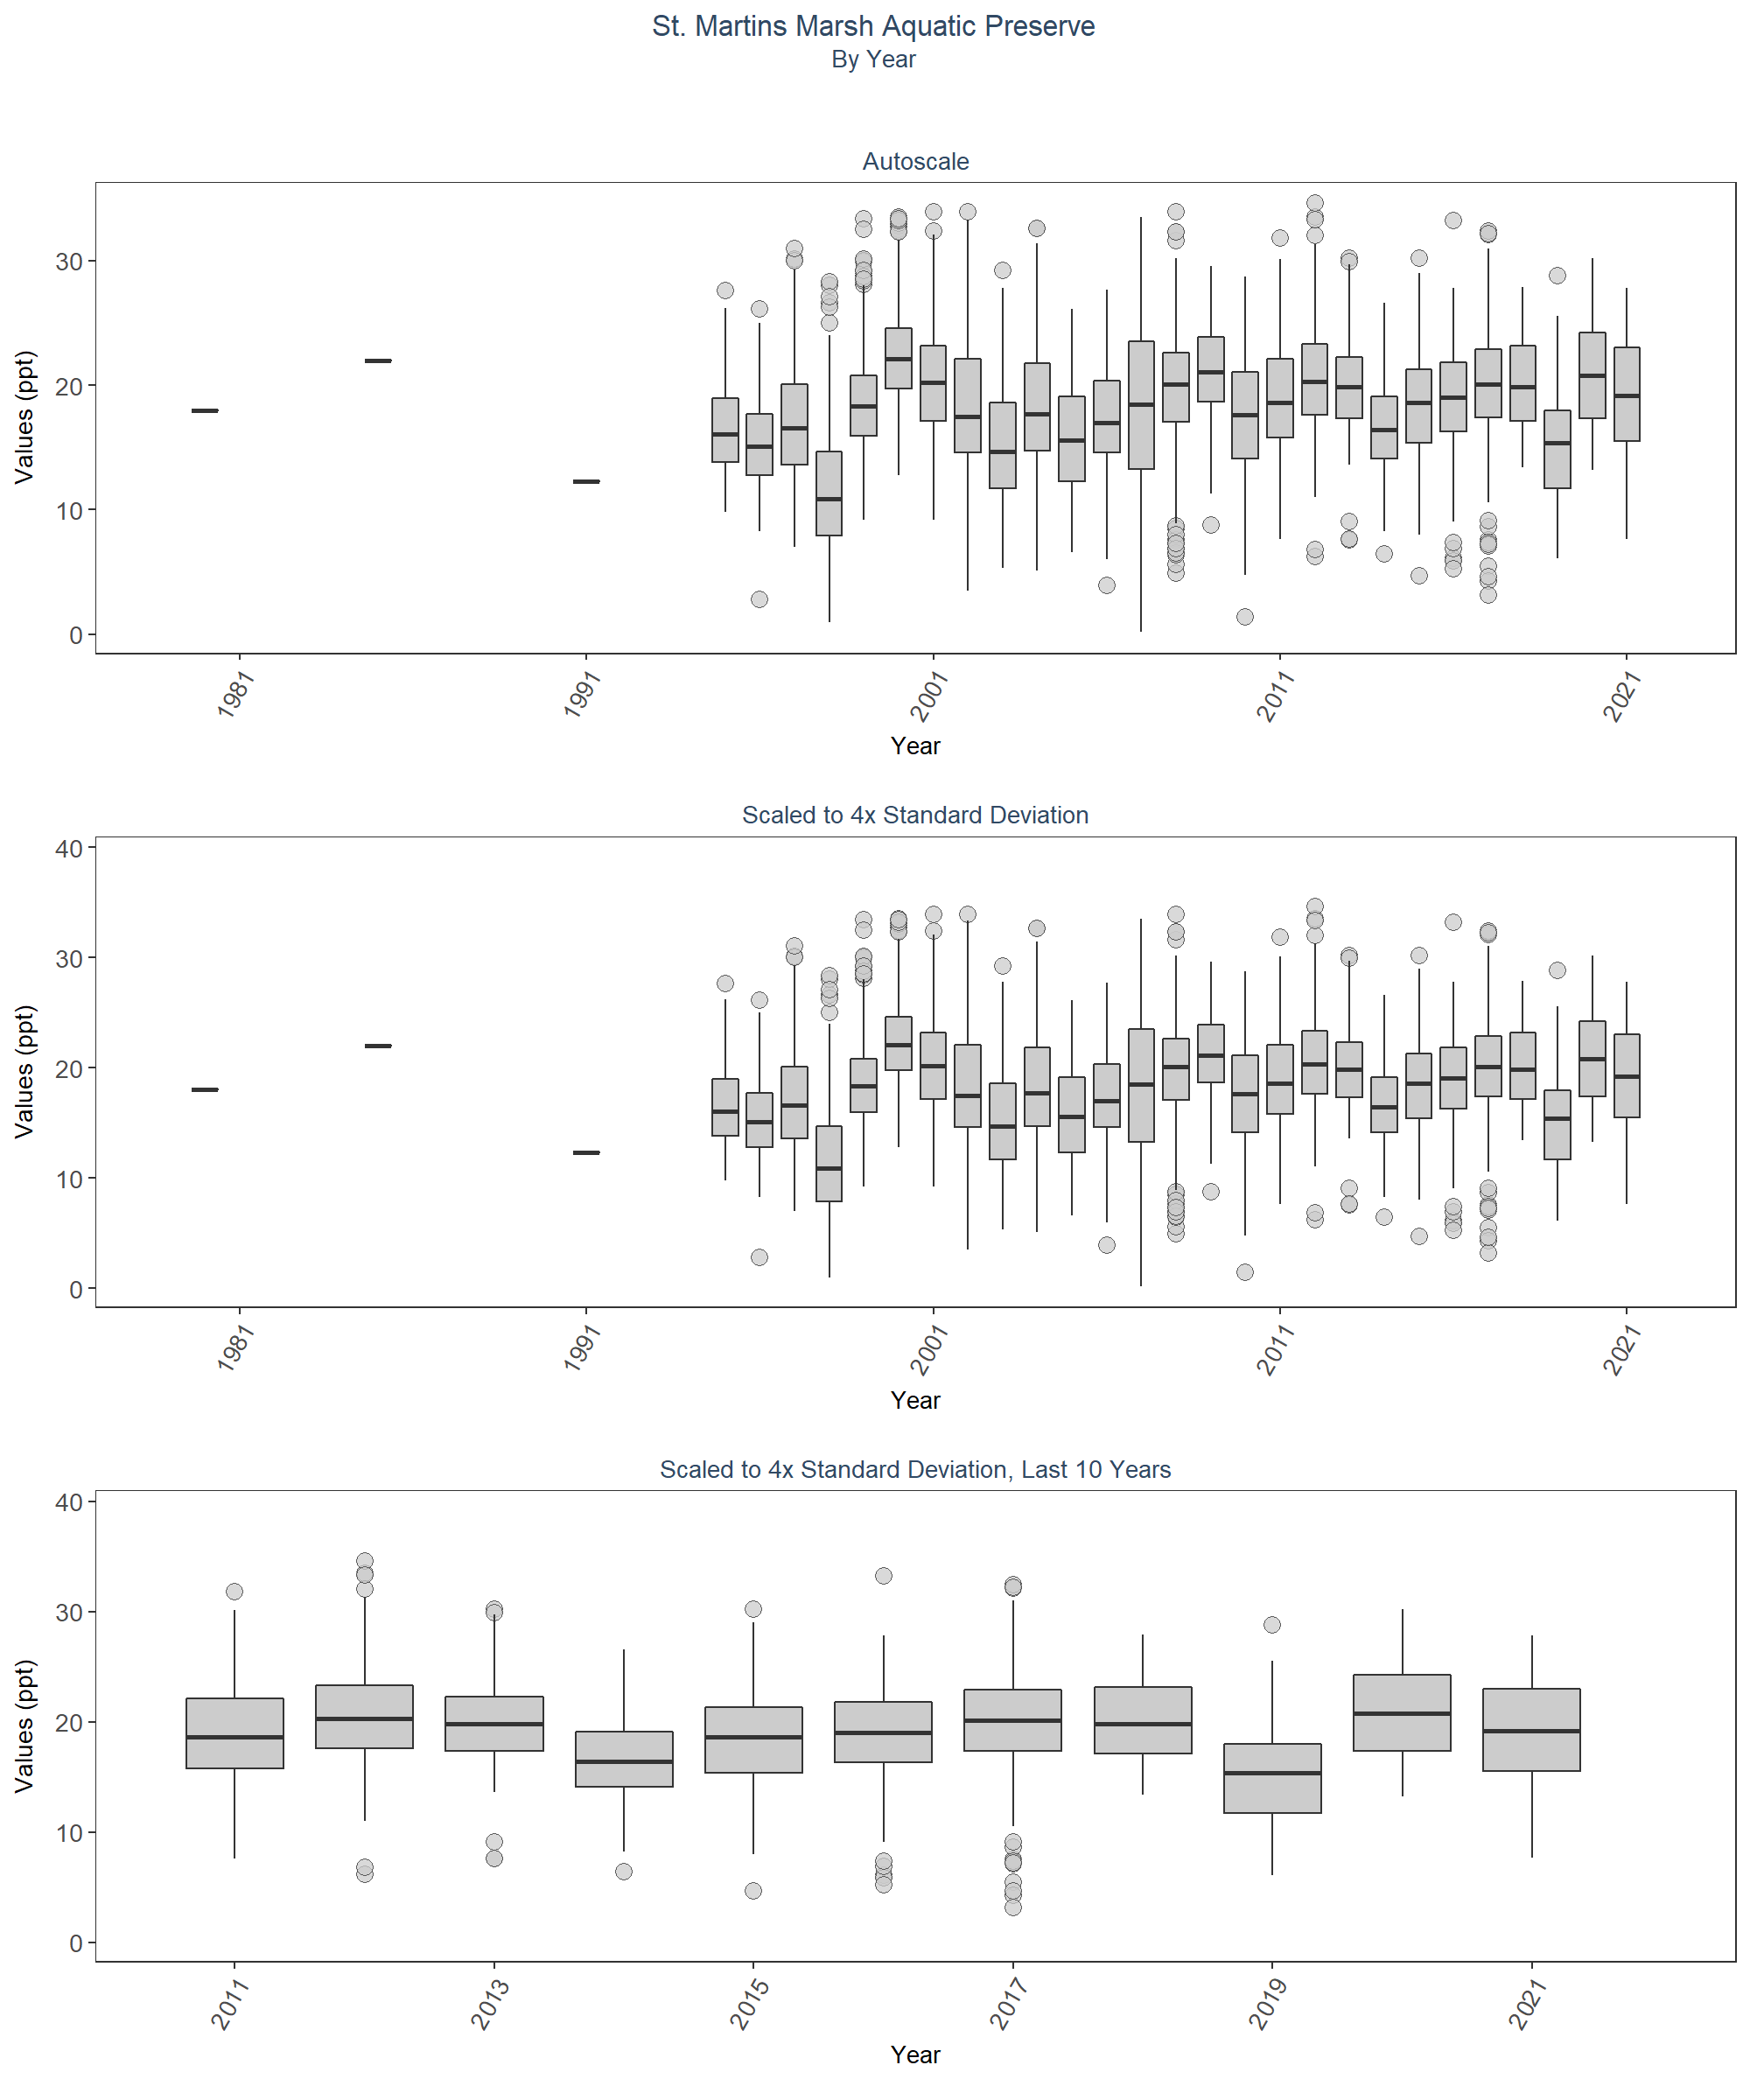 St. Martins Marsh Aquatic Preserve
By Year
Autoscale
Values (ppt)
30
20
10
0
1981
1991
2001
2011
2021
Year
Scaled to 4x Standard Deviation
Values (ppt)
40
30
20
10
0
1981
1991
2001
2011
2021
Year
Scaled to 4x Standard Deviation, Last 10 Years
Values (ppt)
40
30
20
10
0
2011
2013
2015
2017
2019
2021
Year